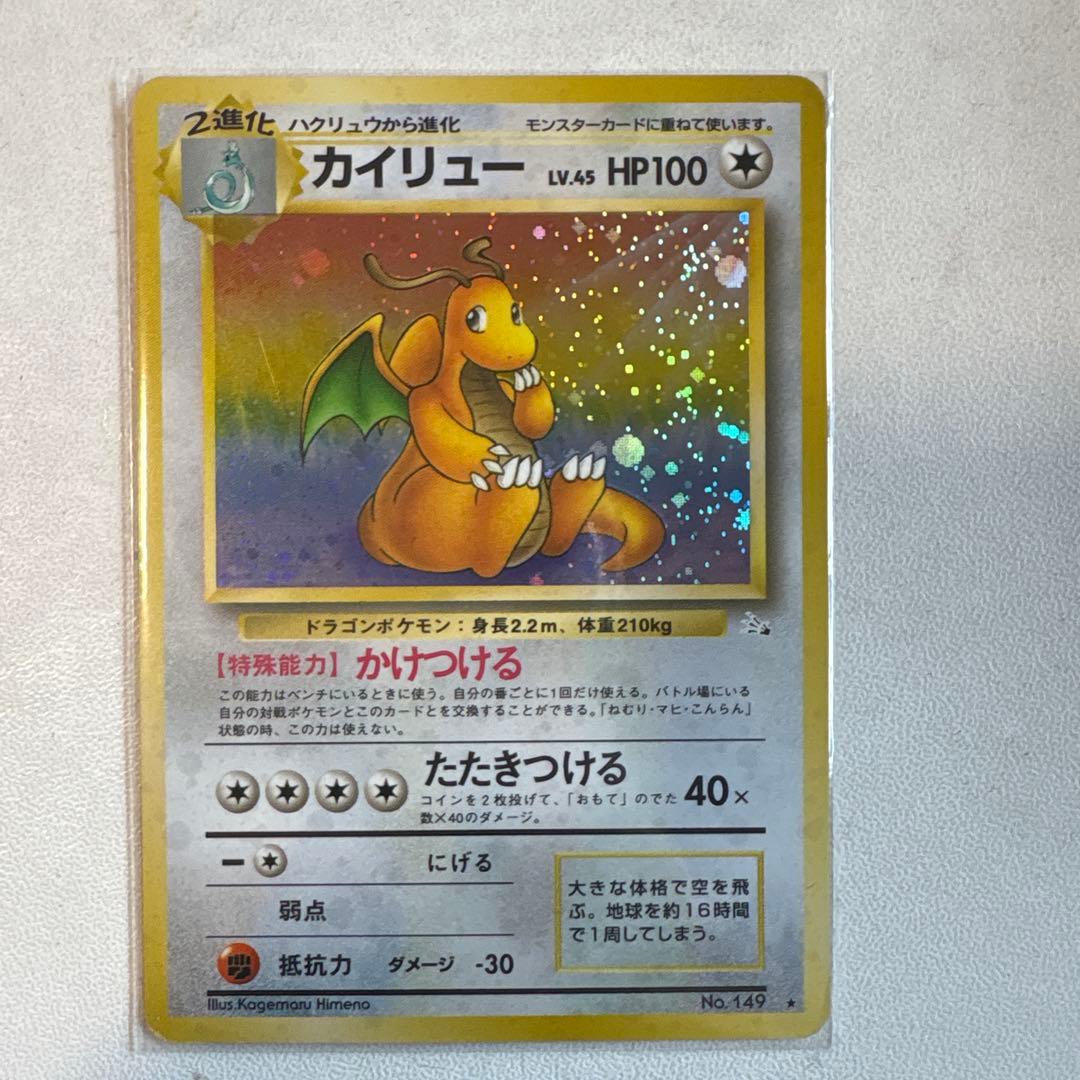 2進化 ハクリュウから進化 モンスターカードに重ねて使います。
カイリュー LV.45 HP100
ドラゴンポケモン：身長2.2m、体重210kg
【特殊能力】かけつける
この能力はベンチにいるときに使う。自分の番ごとに1回だけ使える。バトル場にいる
自分の対戦ポケモンとこのカードとを交換することができる。「ねむり・マヒ・こんらん」
状態の時、この力は使えない。
たたきつける 40×
コインを2枚投げて、「おもて」のでた
数×40のダメージ。
ー にげる
弱点
抵抗力 ダメージ -30
大きな体格で空を飛
ぶ。地球を約16時間
で1周してしまう。
Illus.Kagemaru Himeno
No. 149 ★